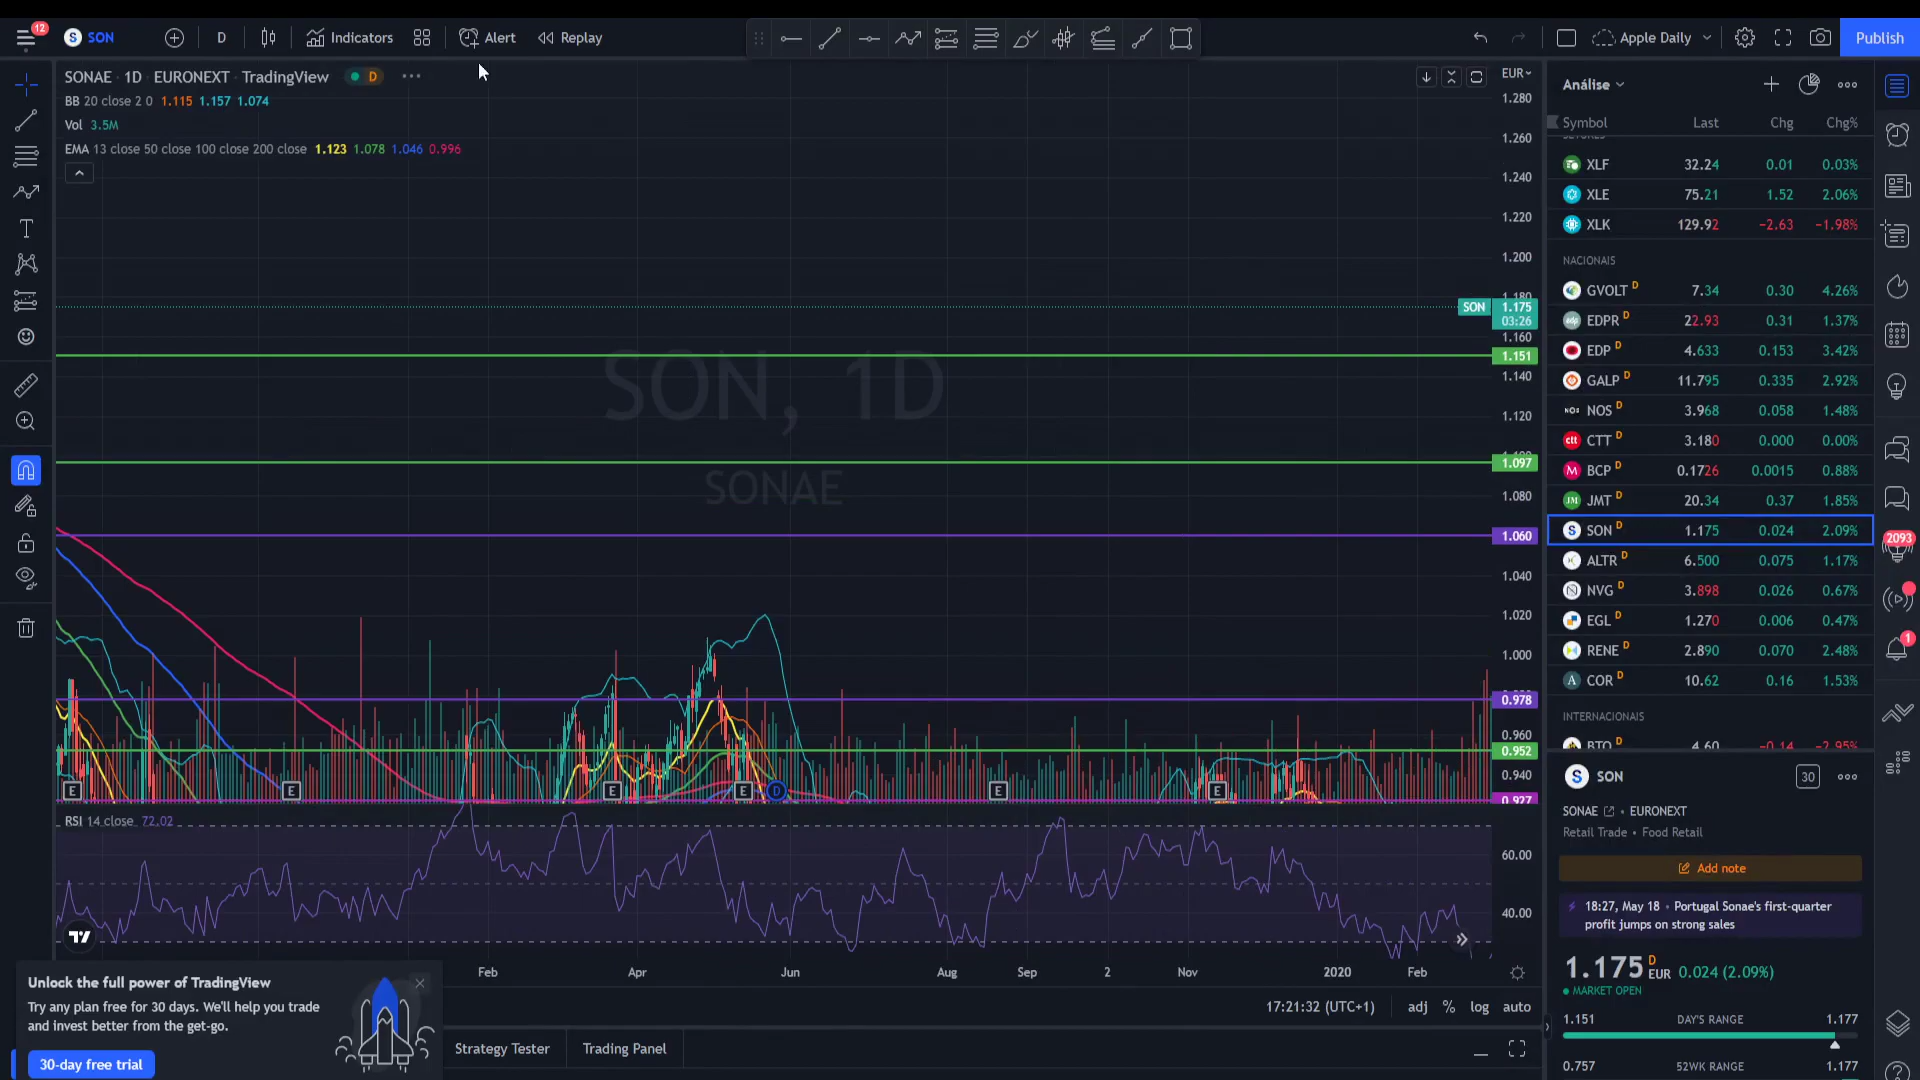 12
S SON D Indicators Alert Replay Apple Daily Publish
SONAE · 1D · EURONEXT · TradingView D
BB 20 close 2 0 1.115 1.157 1.074
Vol 3.5M
EMA 13 close 50 close 100 close 200 close 1.123 1.078 1.046 0.996
SON, 1D
SONAE
EUR
1.280
1.260
1.240
1.220
1.200
1.180
SON 1.175
03:26
1.160
1.151
1.140
1.120
1.097
1.080
1.060
1.040
1.020
1.000
0.978
0.960
0.952
0.940
0.927
E E E E D E E
RSI 14 close 72.02
60.00
40.00
Feb Apr Jun Aug Sep 2 Nov 2020 Feb
17:21:32 (UTC+1) adj % log auto
Unlock the full power of TradingView
Try any plan free for 30 days. We'll help you trade
and invest better from the get-go.
30-day free trial
Strategy Tester Trading Panel
Análise
Symbol Last Chg Chg%
XLF 32.24 0.01 0.03%
XLE 75.21 1.52 2.06%
XLK 129.92 −2.63 −1.98%
NACIONAIS
GVOLT D 7.34 0.30 4.26%
EDPR D 22.93 0.31 1.37%
EDP D 4.633 0.153 3.42%
GALP D 11.795 0.335 2.92%
NOS NOS D 3.968 0.058 1.48%
ctt CTT D 3.180 0.000 0.00%
M BCP D 0.1726 0.0015 0.88%
JM JMT D 20.34 0.37 1.85%
S SON D 1.175 0.024 2.09%
ALTR D 6.500 0.075 1.17%
N NVG D 3.898 0.026 0.67%
EGL D 1.270 0.006 0.47%
RENE D 2.890 0.070 2.48%
A COR D 10.62 0.16 1.53%
INTERNACIONAIS
BTO D 4.60 −0.14 −2.95%
S SON 30
SONAE • EURONEXT
Retail Trade • Food Retail
Add note
18:27, May 18 • Portugal Sonae's first-quarter
profit jumps on strong sales
1.175 D EUR 0.024 (2.09%)
MARKET OPEN
1.151 DAY'S RANGE 1.177
0.757 52WK RANGE 1.177
2093
1